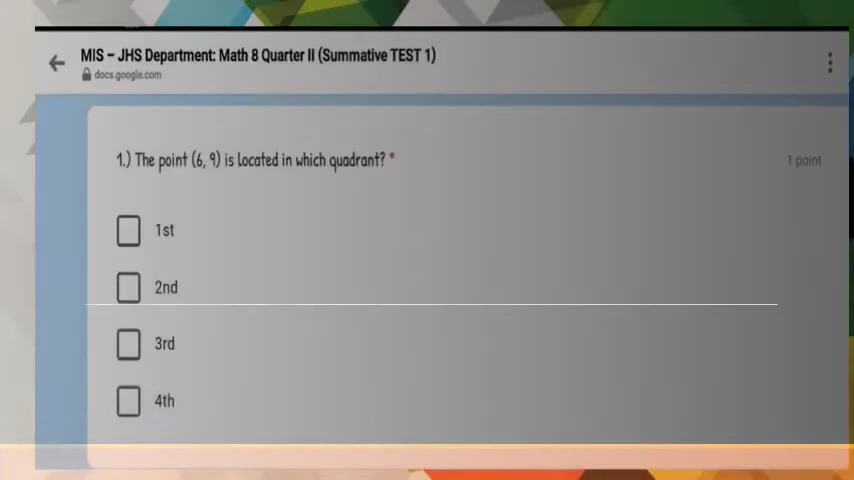 MIS – JHS Department: Math 8 Quarter II (Summative TEST 1)
docs.google.com
1.) The point (6, 9) is located in which quadrant? *
1 point
1st
2nd
3rd
4th